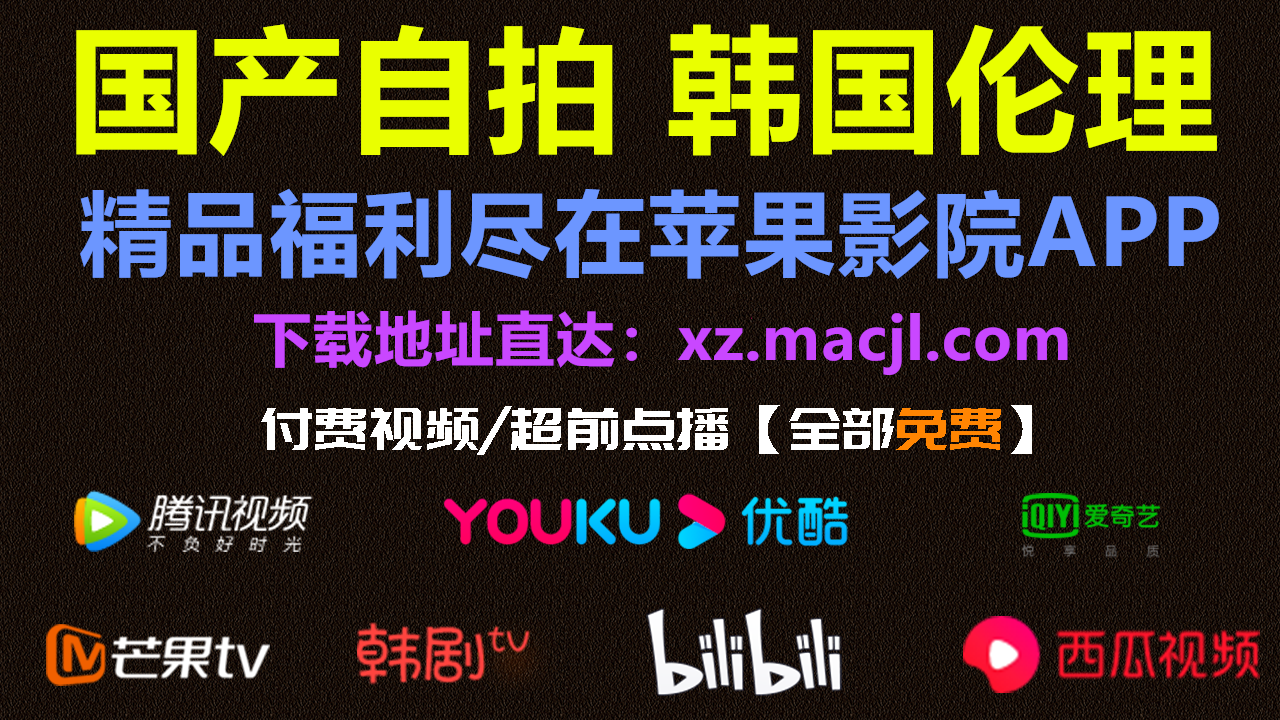 国产自拍 韩国伦理
精品福利尽在苹果影院APP
下载地址直达：xz.macjl.com
付费视频/超前点播【全部免费】
腾讯视频 YOUKU 优酷 iQIYI 爱奇艺
不负好时光 悦享品质
芒果tv 韩剧tv bilibili 西瓜视频